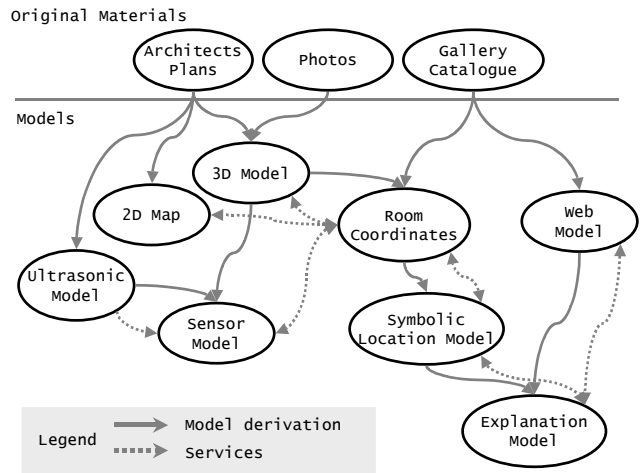 Original Materials
Architects
Plans
Photos
Gallery
Catalogue
Models
3D Model
2D Map
Room
Coordinates
Web
Model
Ultrasonic
Model
Sensor
Model
Symbolic
Location Model
Explanation
Model
Legend
Model derivation
Services